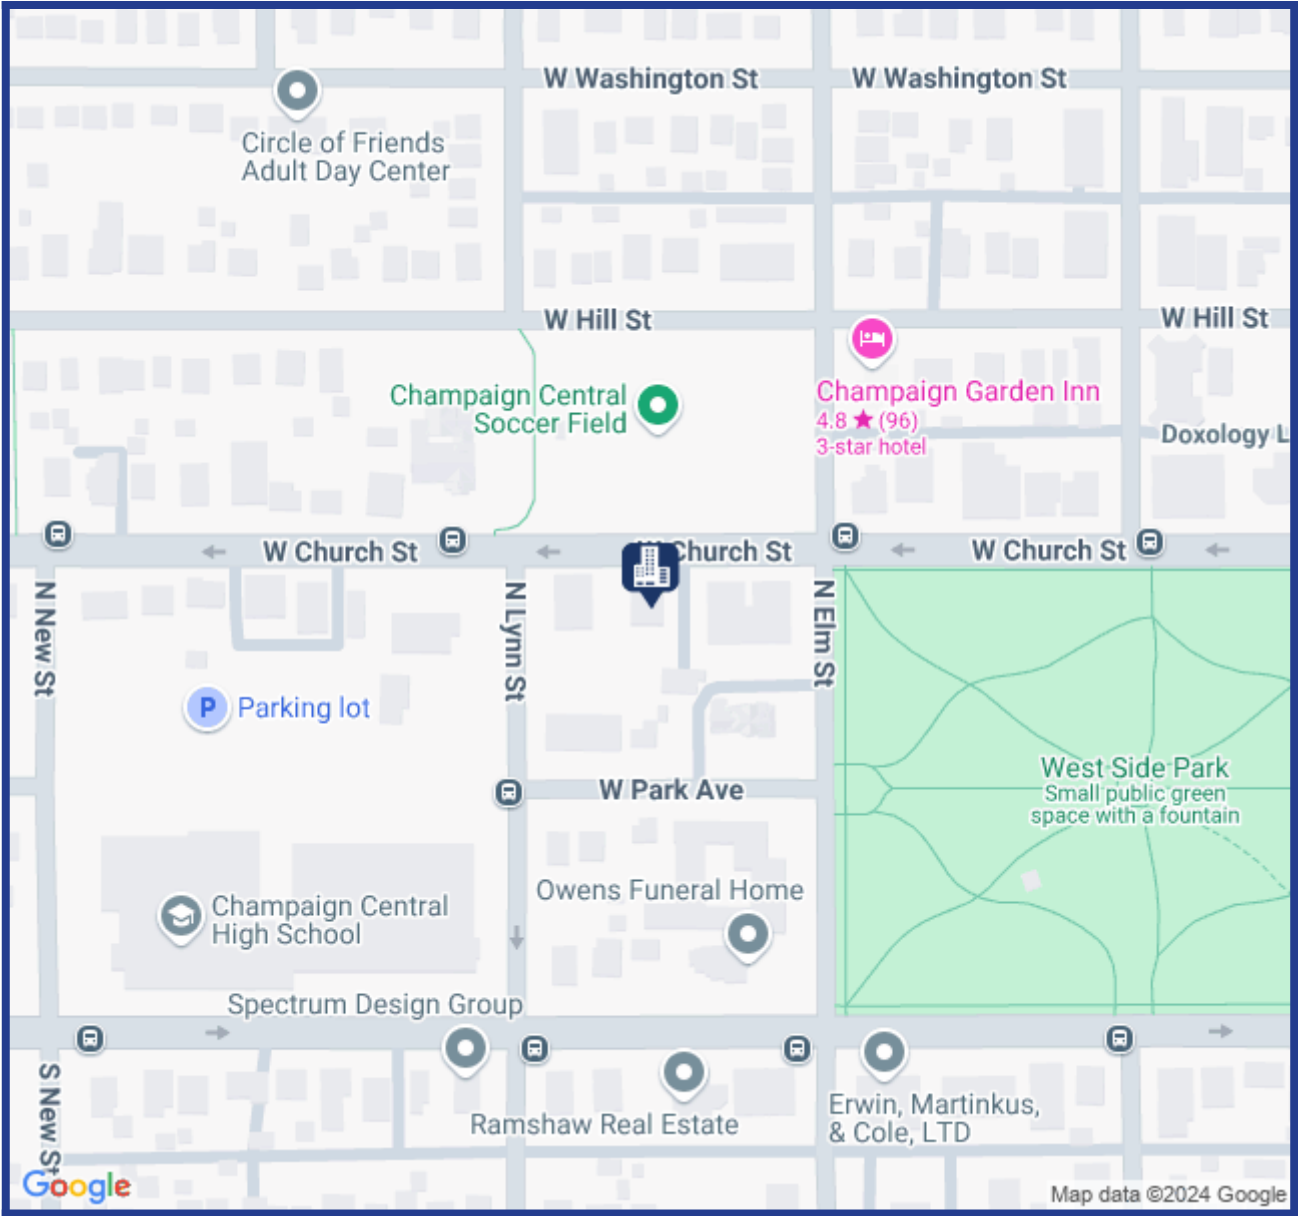 W Washington St
W Washington St
Circle of Friends
Adult Day Center
W Hill St
W Hill St
Champaign Central
Soccer Field
Champaign Garden Inn
4.8 ★ (96)
3-star hotel
Doxology L
W Church St
Church St
W Church St
N New St
N Lynn St
N Elm St
P
Parking lot
West Side Park
Small public green
space with a fountain
W Park Ave
Owens Funeral Home
Champaign Central
High School
Spectrum Design Group
Ramshaw Real Estate
Erwin, Martinkus,
& Cole, LTD
S New St
Google
Map data ©2024 Google